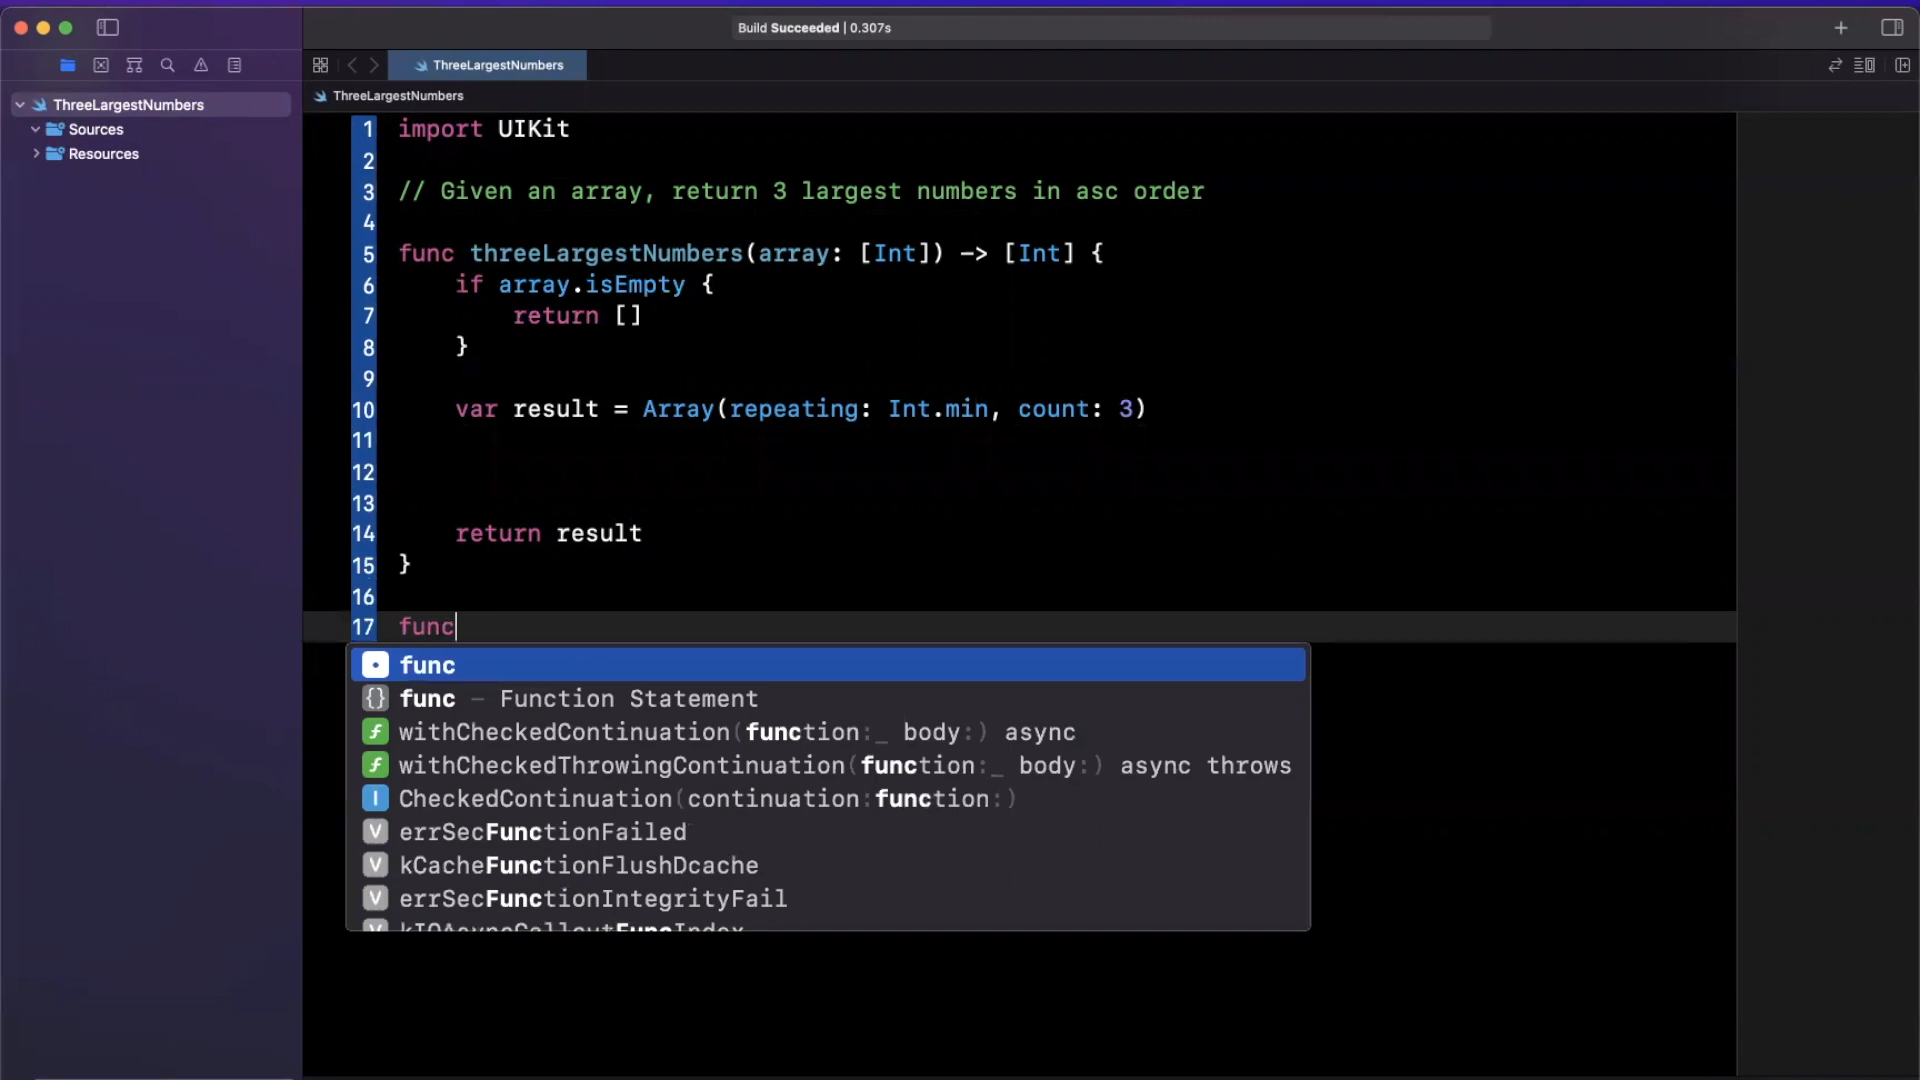 Build Succeeded | 0.307s
ThreeLargestNumbers
ThreeLargestNumbers
Sources
Resources
ThreeLargestNumbers
1 import UIKit
2
3 // Given an array, return 3 largest numbers in asc order
4
5 func threeLargestNumbers(array: [Int]) -> [Int] {
6 if array.isEmpty {
7 return []
8 }
9
10 var result = Array(repeating: Int.min, count: 3)
11
12
13
14 return result
15 }
16
17 func
func
{} func – Function Statement
f withCheckedContinuation(function:_ body:) async
f withCheckedThrowingContinuation(function:_ body:) async throws
I CheckedContinuation(continuation:function:)
V errSecFunctionFailed
V kCacheFunctionFlushDcache
V errSecFunctionIntegrityFail
V kIOAsyncCalloutFuncIndex